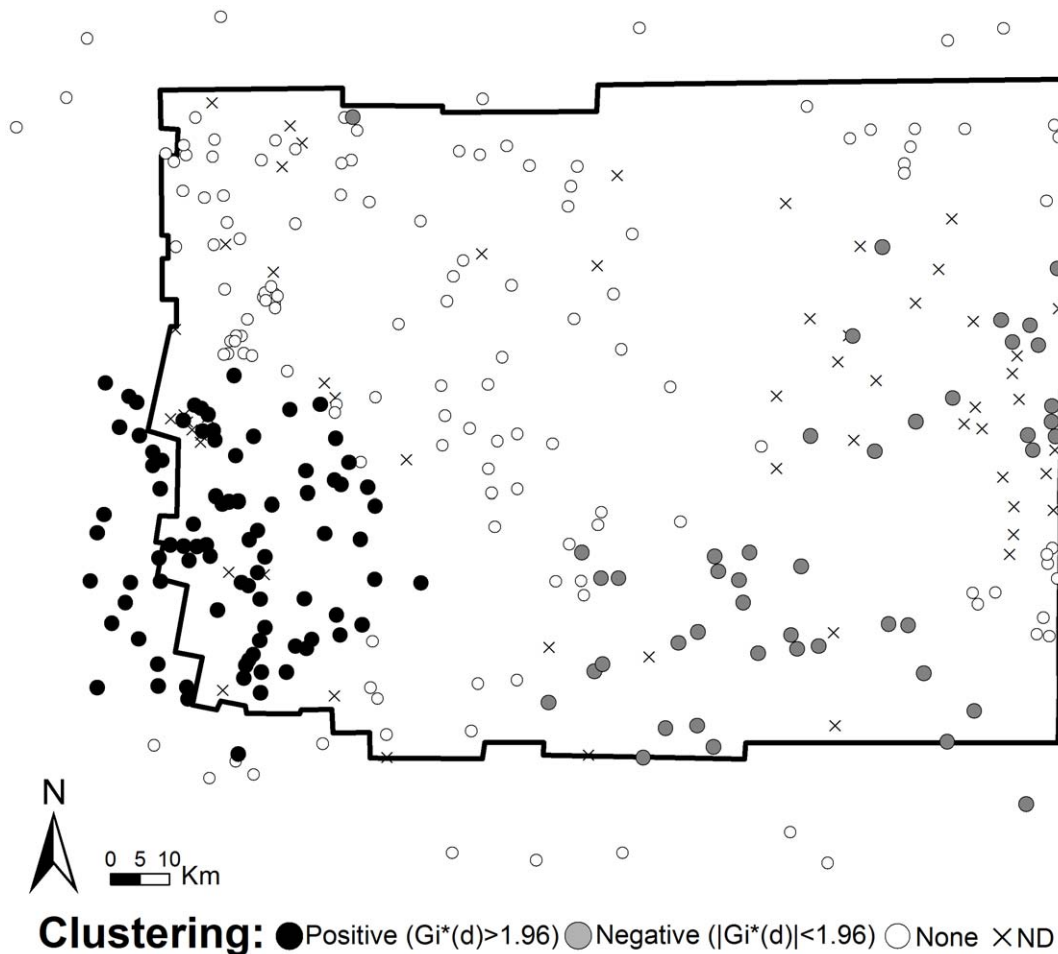 N
0 5 10
Km
Clustering: Positive (Gi*(d)>1.96) Negative (|Gi*(d)|<1.96) None ND